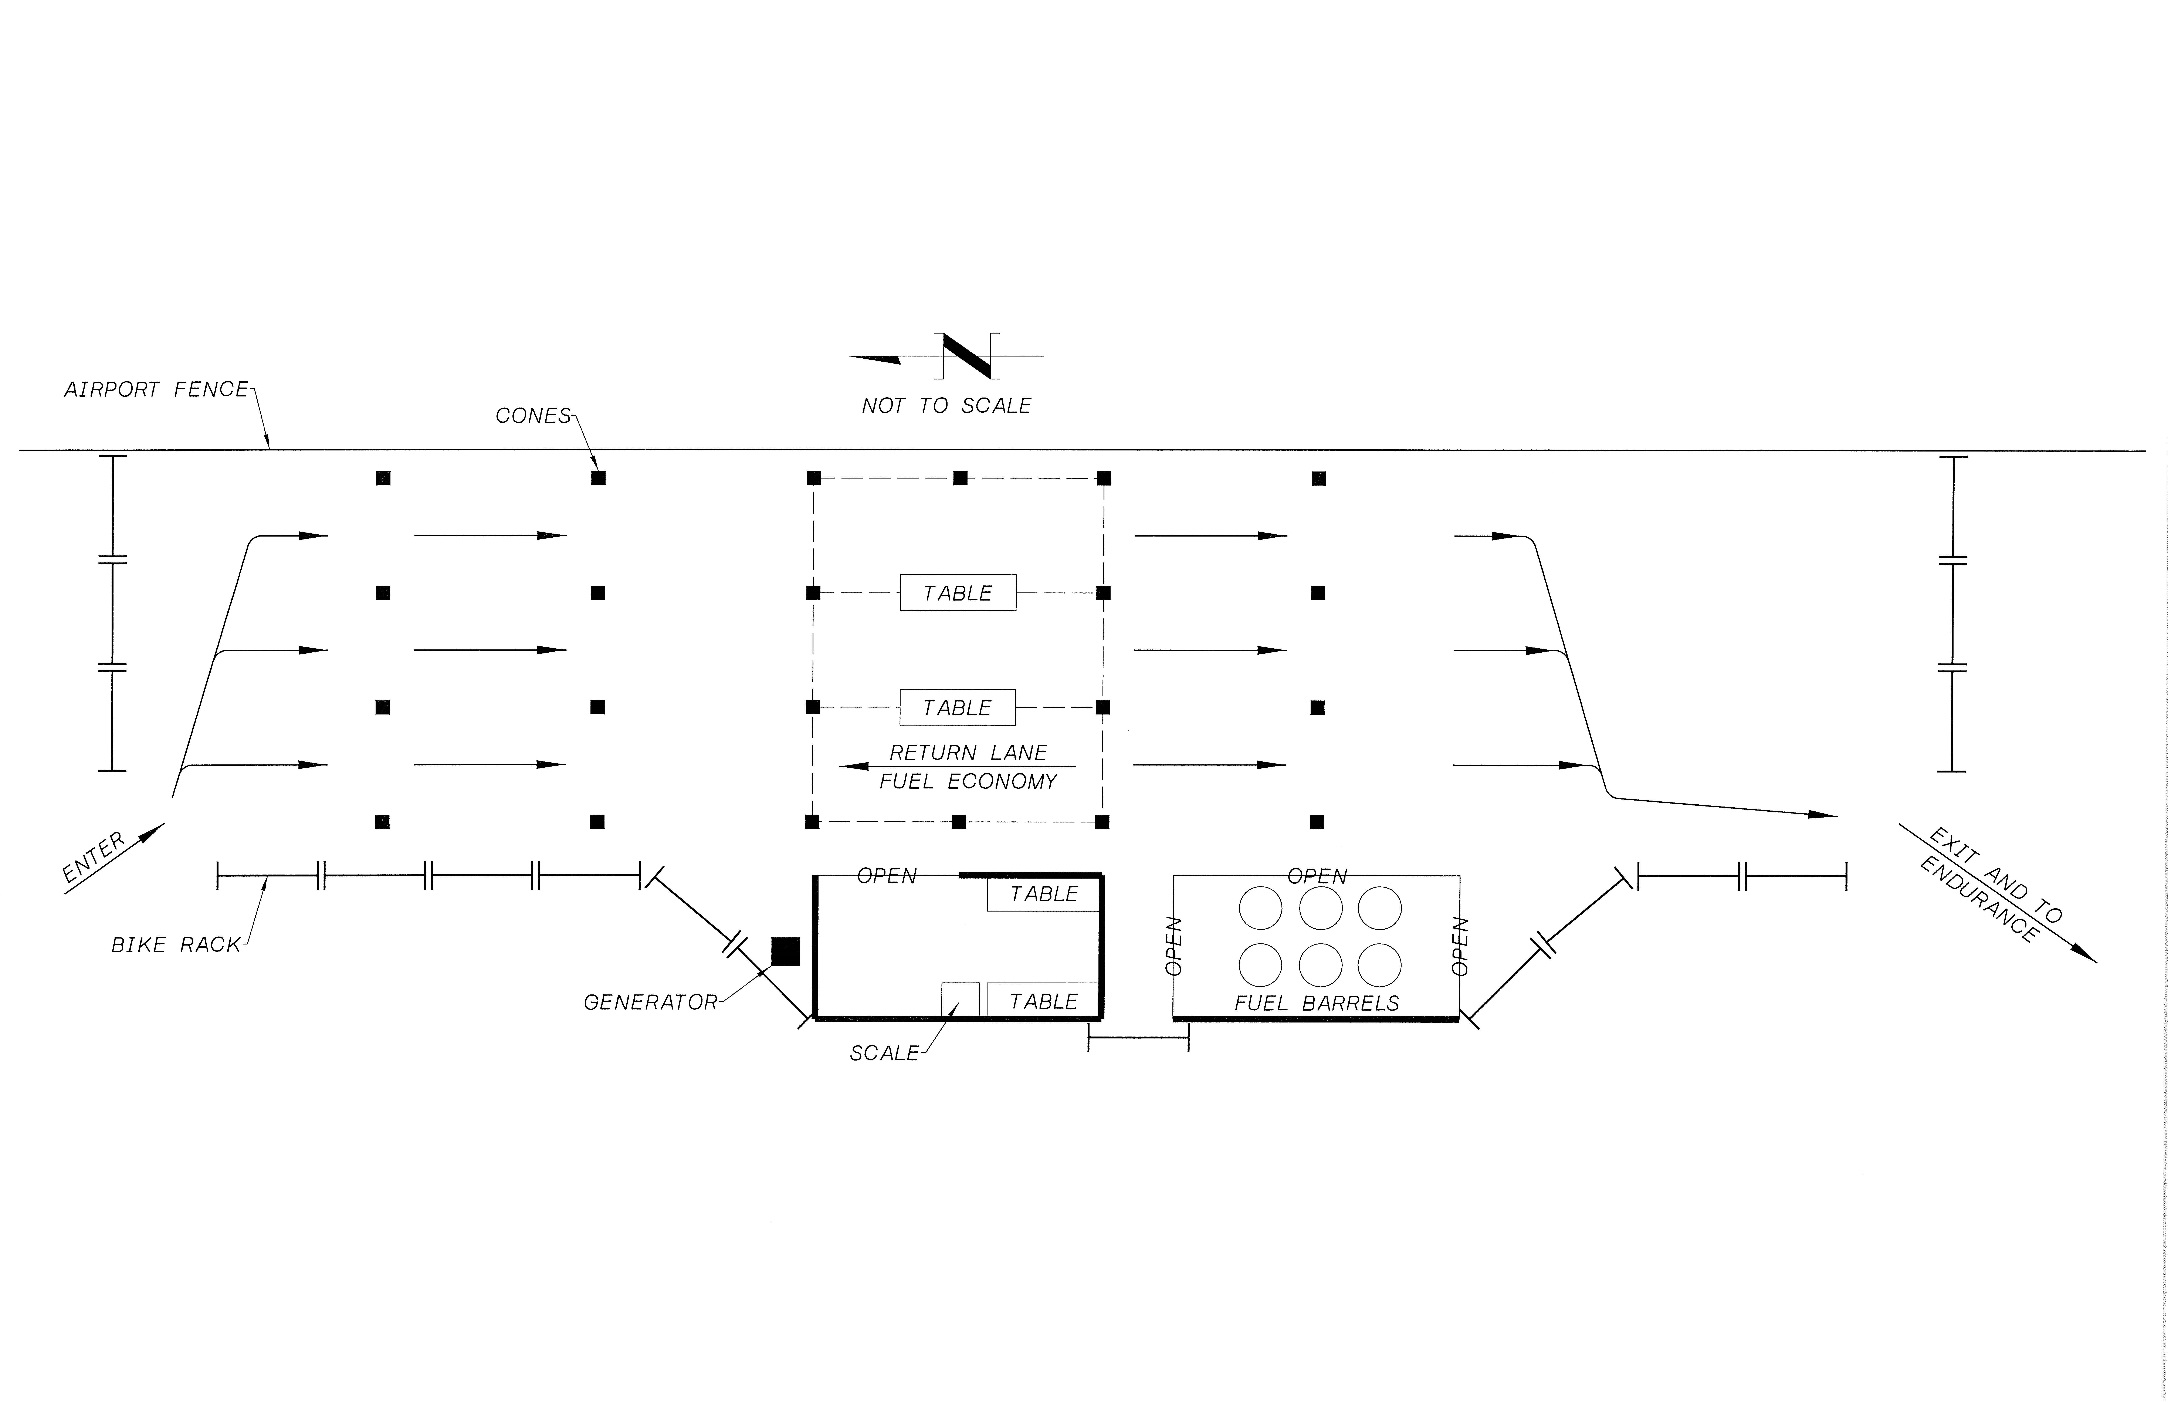 N
NOT TO SCALE
AIRPORT FENCE
CONES
TABLE
TABLE
RETURN LANE
FUEL ECONOMY
ENTER
EXIT AND TO
ENDURANCE
OPEN
TABLE
OPEN
OPEN
OPEN
BIKE RACK
GENERATOR
TABLE
FUEL BARRELS
SCALE